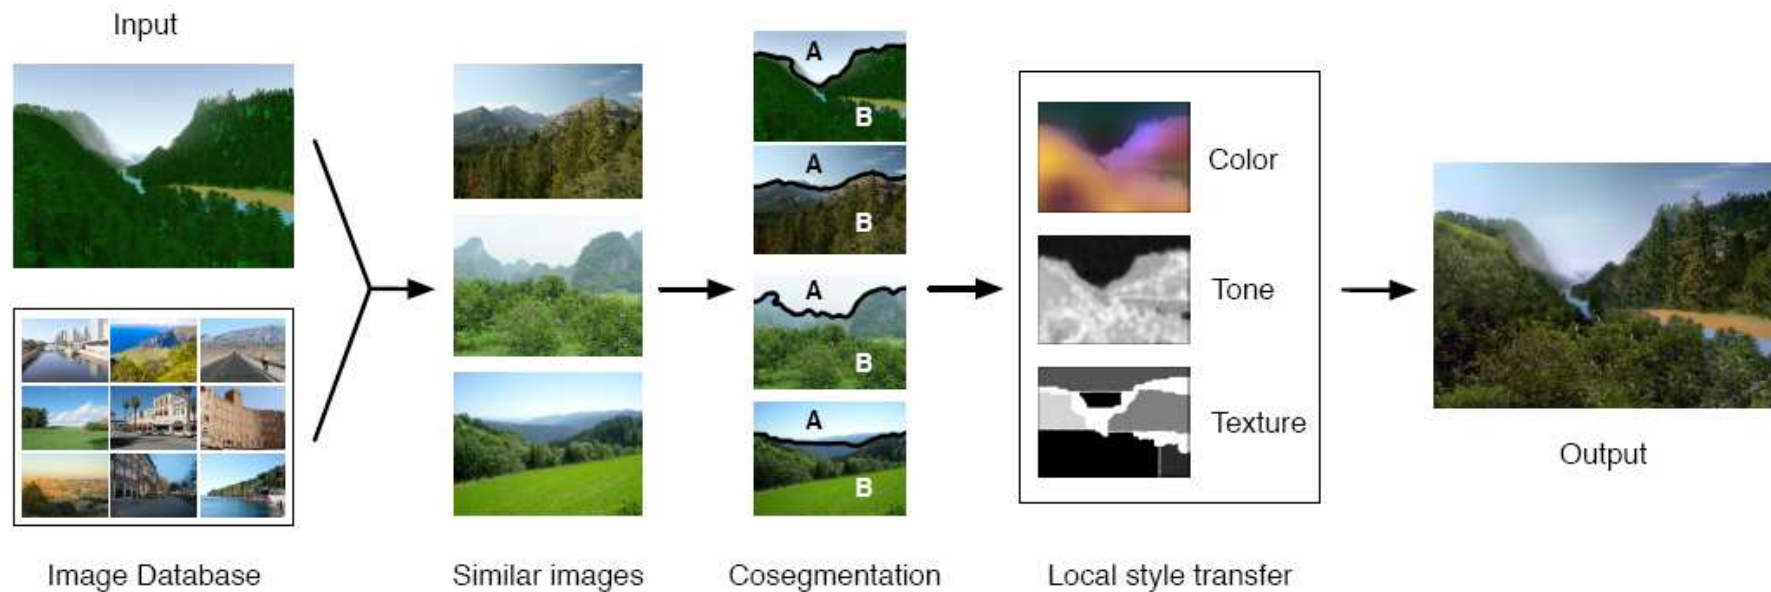 Input
Image Database
Similar images
A
B
A
B
A
B
A
B
Cosegmentation
Color
Tone
Texture
Local style transfer
Output